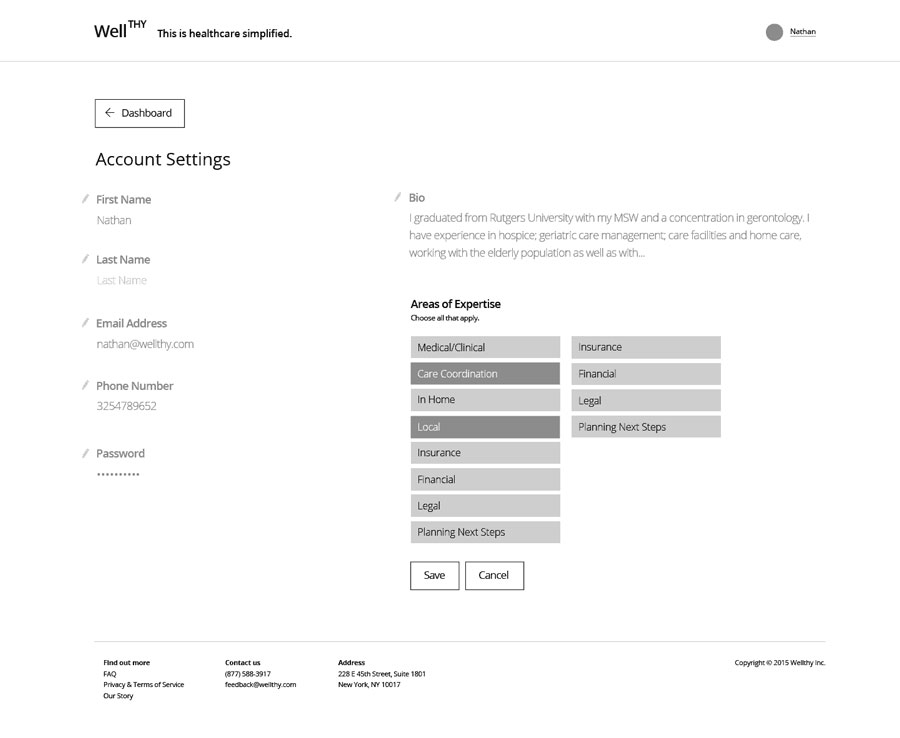 WellTHY This is healthcare simplified.
Nathan
← Dashboard
Account Settings
First Name
Nathan
Last Name
Last Name
Email Address
nathan@wellthy.com
Phone Number
3254789652
Password
••••••••••
Bio
I graduated from Rutgers University with my MSW and a concentration in gerontology. I
have experience in hospice; geriatric care management; care facilities and home care,
working with the elderly population as well as with...
Areas of Expertise
Choose all that apply.
Medical/Clinical
Care Coordination
In Home
Local
Insurance
Financial
Legal
Planning Next Steps
Insurance
Financial
Legal
Planning Next Steps
Save
Cancel
Find out more
FAQ
Privacy & Terms of Service
Our Story
Contact us
(877) 588-3917
feedback@wellthy.com
Address
228 E 45th Street, Suite 1801
New York, NY 10017
Copyright © 2015 Wellthy Inc.